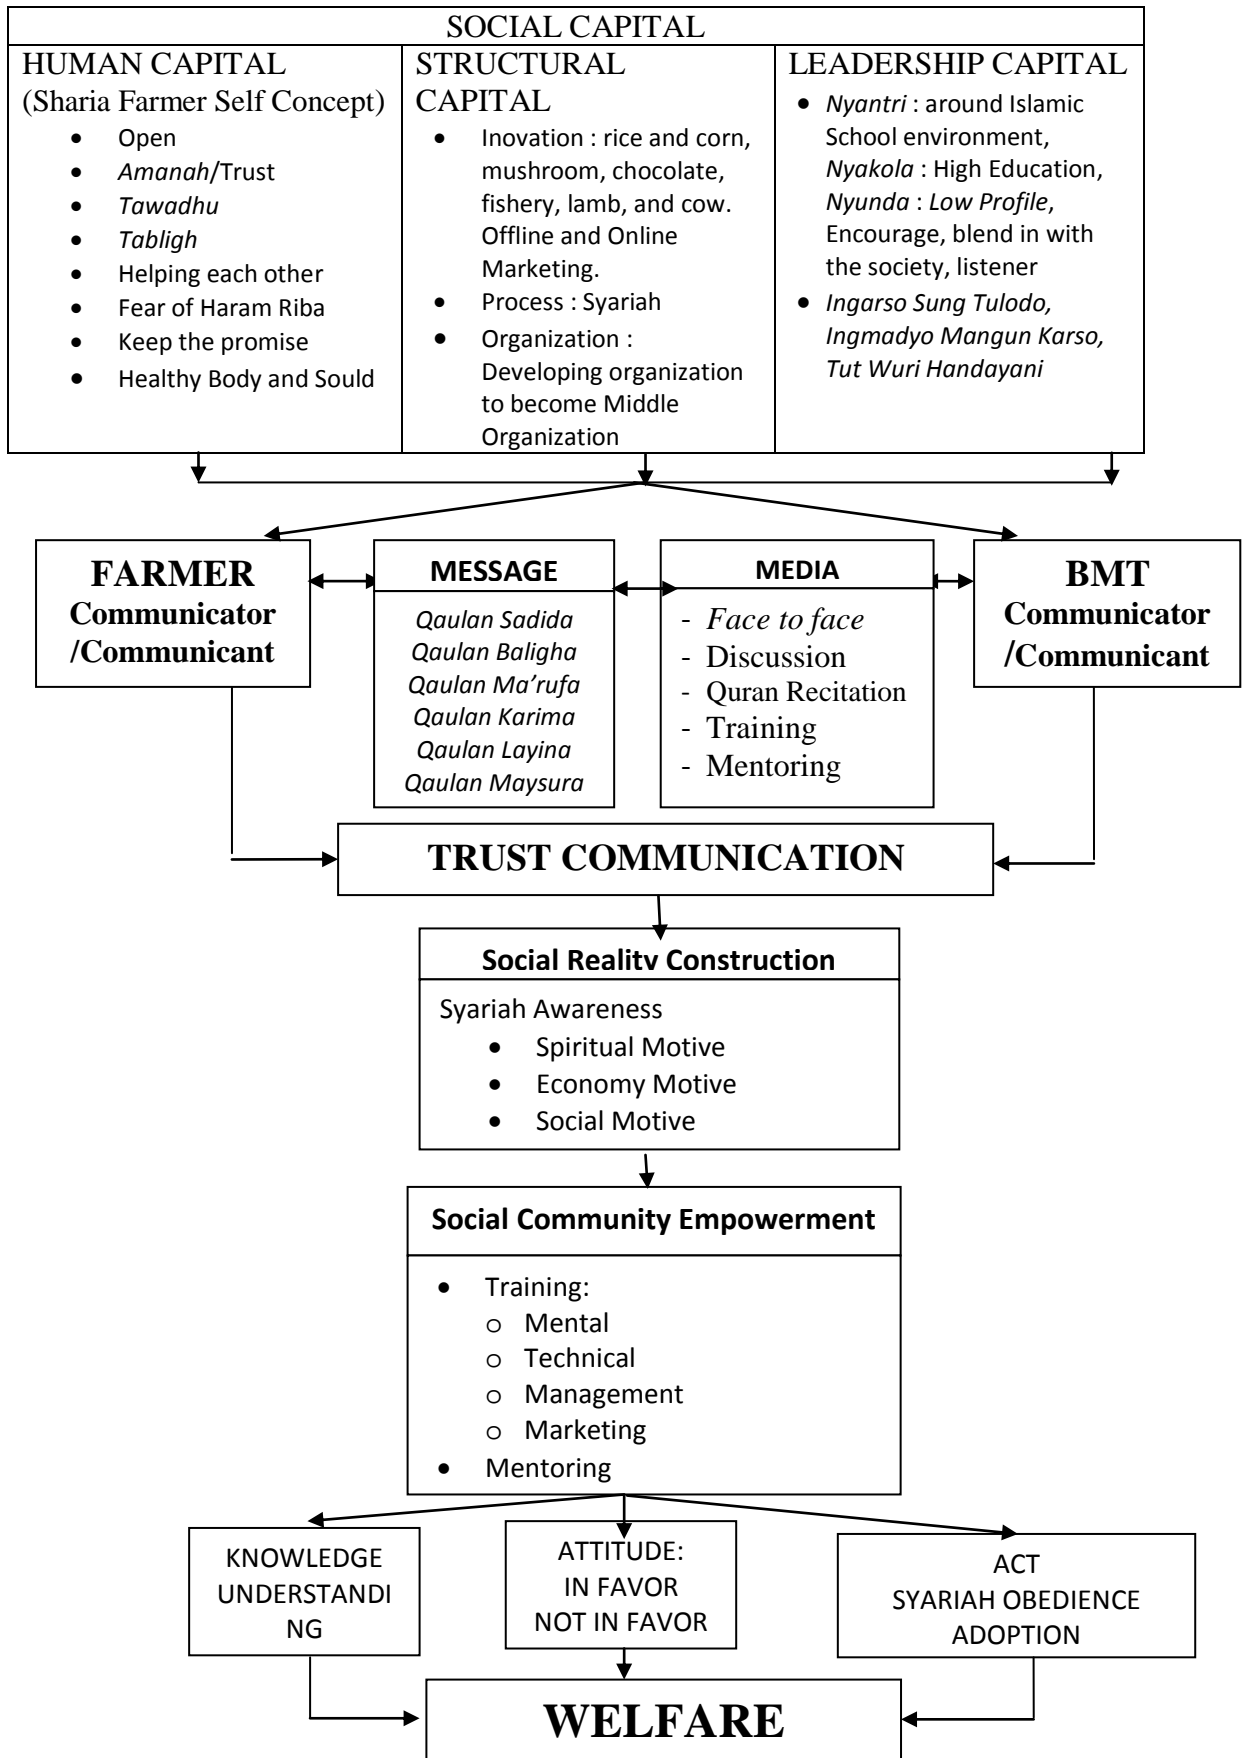 SOCIAL CAPITAL
HUMAN CAPITAL
(Sharia Farmer Self Concept)
• Open
• Amanah/Trust
• Tawadhu
• Tabligh
• Helping each other
• Fear of Haram Riba
• Keep the promise
• Healthy Body and Sould
STRUCTURAL
CAPITAL
• Inovation : rice and corn,
mushroom, chocolate,
fishery, lamb, and cow.
Offline and Online
Marketing.
• Process : Syariah
• Organization :
Developing organization
to become Middle
Organization
LEADERSHIP CAPITAL
• Nyantri : around Islamic
School environment,
Nyakola : High Education,
Nyunda : Low Profile,
Encourage, blend in with
the society, listener
• Ingarso Sung Tulodo,
Ingmadyo Mangun Karso,
Tut Wuri Handayani
FARMER
Communicator
/Communicant
MESSAGE
Qaulan Sadida
Qaulan Baligha
Qaulan Ma’rufa
Qaulan Karima
Qaulan Layina
Qaulan Maysura
MEDIA
- Face to face
- Discussion
- Quran Recitation
- Training
- Mentoring
BMT
Communicator
/Communicant
TRUST COMMUNICATION
Social Reality Construction
Syariah Awareness
• Spiritual Motive
• Economy Motive
• Social Motive
Social Community Empowerment
• Training:
o Mental
o Technical
o Management
o Marketing
• Mentoring
KNOWLEDGE
UNDERSTANDI
NG
ATTITUDE:
IN FAVOR
NOT IN FAVOR
ACT
SYARIAH OBEDIENCE
ADOPTION
WELFARE